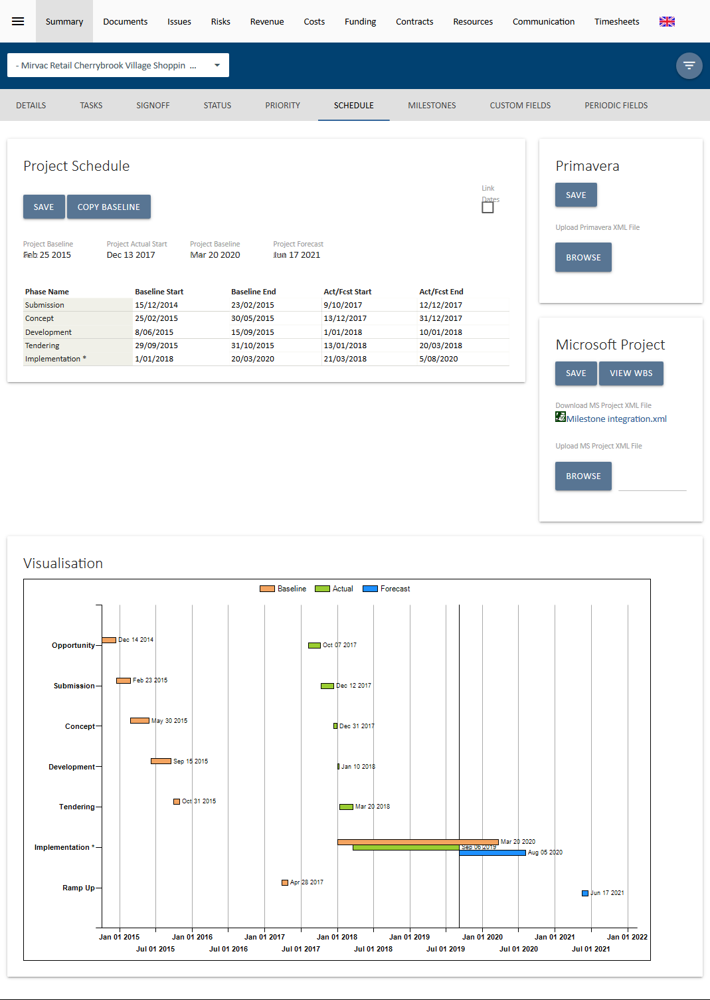 Summary Documents Issues Risks Revenue Costs Funding Contracts Resources Communication Timesheets
- Mirvac Retail Cherrybrook Village Shoppin ...
DETAILS TASKS SIGNOFF STATUS PRIORITY SCHEDULE MILESTONES CUSTOM FIELDS PERIODIC FIELDS
Project Schedule
Link
Dates
SAVE COPY BASELINE
Project Baseline Project Actual Start Project Baseline Project Forecast
Feb 25 2015 Dec 13 2017 Mar 20 2020 Jun 17 2021
Phase Name Baseline Start Baseline End Act/Fcst Start Act/Fcst End
Submission 15/12/2014 23/02/2015 9/10/2017 12/12/2017
Concept 25/02/2015 30/05/2015 13/12/2017 31/12/2017
Development 8/06/2015 15/09/2015 1/01/2018 10/01/2018
Tendering 29/09/2015 31/10/2015 13/01/2018 20/03/2018
Implementation * 1/01/2018 20/03/2020 21/03/2018 5/08/2020
Primavera
SAVE
Upload Primavera XML File
BROWSE
Microsoft Project
SAVE VIEW WBS
Download MS Project XML File
Milestone integration.xml
Upload MS Project XML File
BROWSE
Visualisation
Baseline Actual Forecast
Opportunity Dec 14 2014 Oct 07 2017
Submission Feb 23 2015 Dec 12 2017
Concept May 30 2015 Dec 31 2017
Development Sep 15 2015 Jan 10 2018
Tendering Oct 31 2015 Mar 20 2018
Implementation * Mar 20 2020
Sep 06 2019
Aug 05 2020
Ramp Up Apr 28 2017 Jun 17 2021
Jan 01 2015 Jan 01 2016 Jan 01 2017 Jan 01 2018 Jan 01 2019 Jan 01 2020 Jan 01 2021 Jan 01 2022
Jul 01 2015 Jul 01 2016 Jul 01 2017 Jul 01 2018 Jul 01 2019 Jul 01 2020 Jul 01 2021